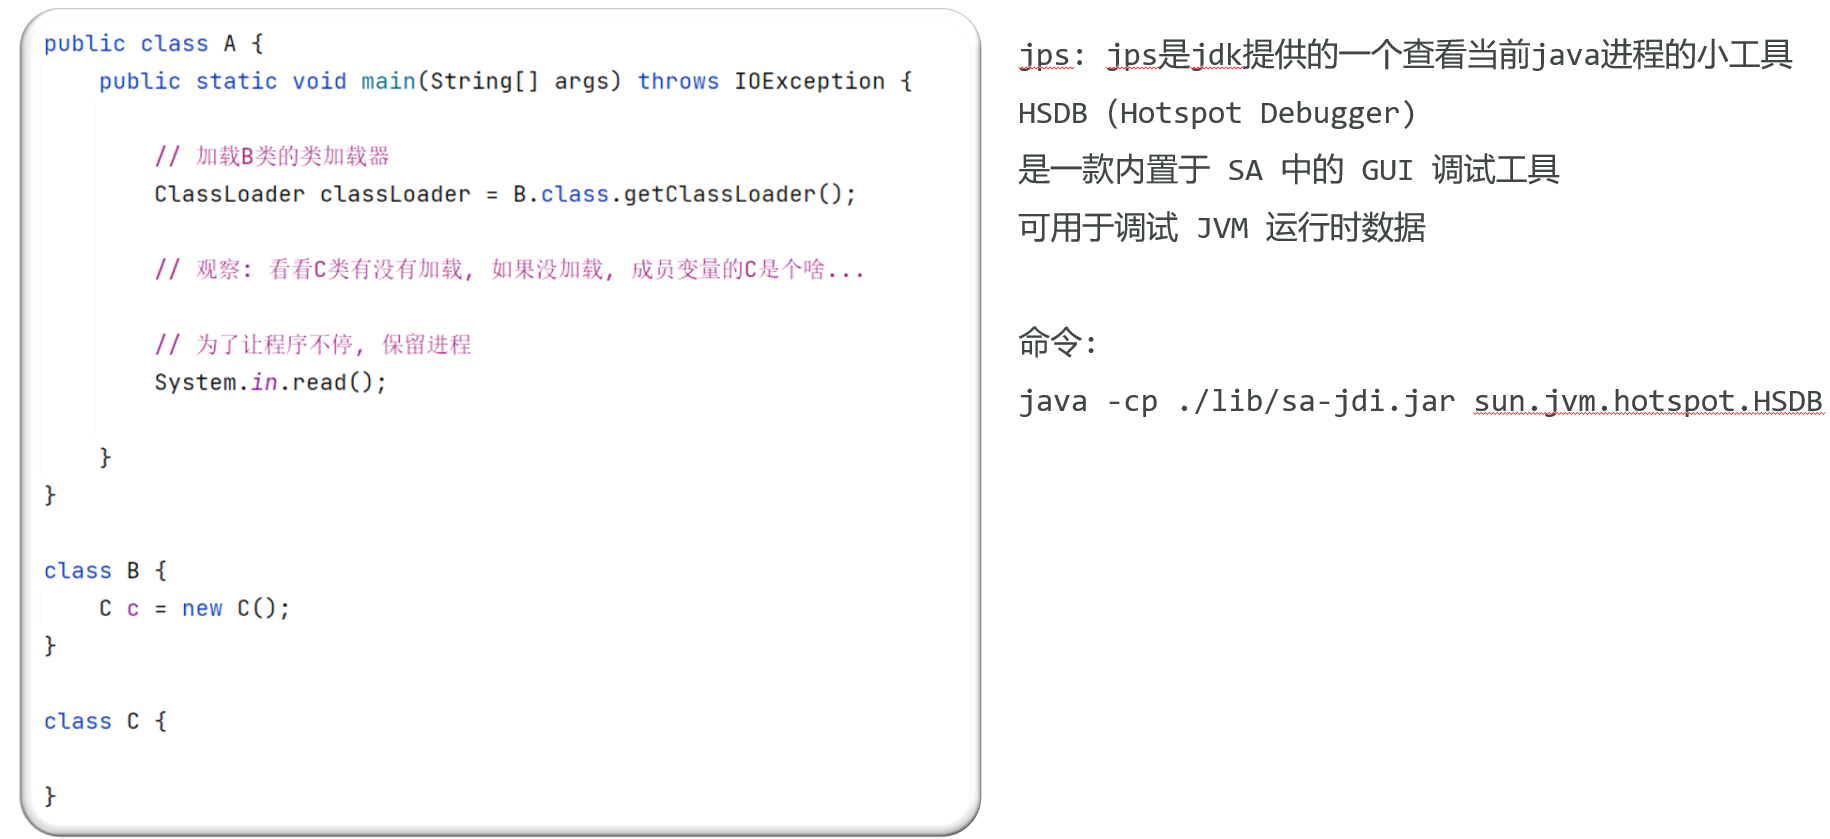 public class A {
    public static void main(String[] args) throws IOException {
        // 加载B类的类加载器
        ClassLoader classLoader = B.class.getClassLoader();
        // 观察: 看看C类有没有加载, 如果没加载, 成员变量的C是个啥...
        // 为了让程序不停, 保留进程
        System.in.read();
    }
}
class B {
    C c = new C();
}
class C {
}
jps: jps是jdk提供的一个查看当前java进程的小工具
HSDB（Hotspot Debugger)
是一款内置于 SA 中的 GUI 调试工具
可用于调试 JVM 运行时数据
命令:
java -cp ./lib/sa-jdi.jar sun.jvm.hotspot.HSDB